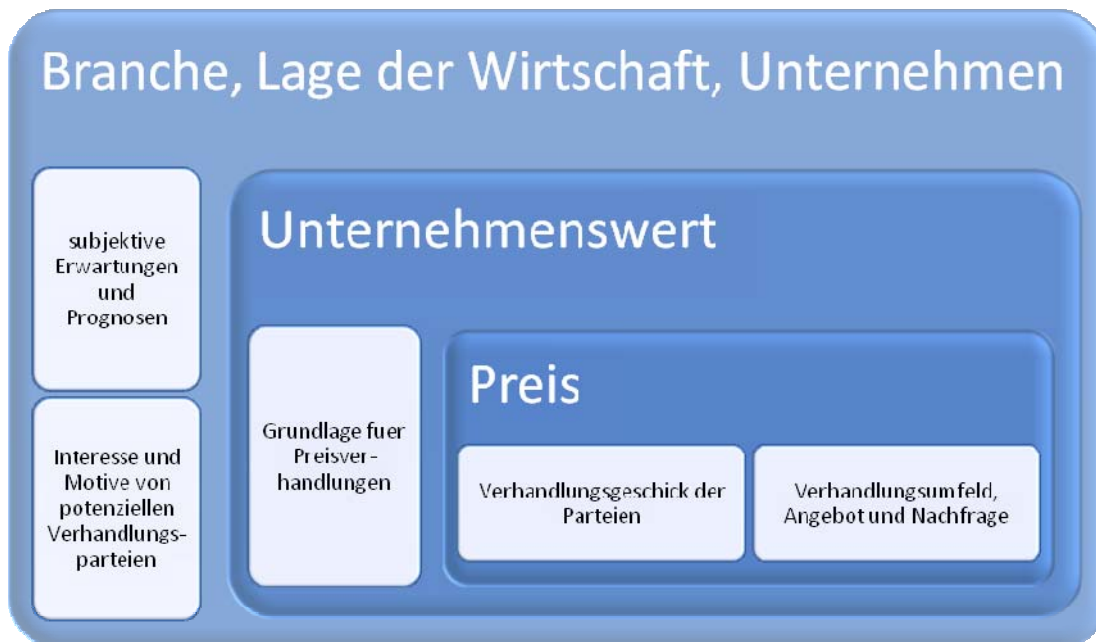 Branche, Lage der Wirtschaft, Unternehmen
subjektive
Erwartungen
und
Prognosen
Interesse und
Motive von
potenziellen
Verhandlungs-
parteien
Unternehmenswert
Grundlage fuer
Preisver-
handlungen
Preis
Verhandlungsgeschick der
Parteien
Verhandlungsumfeld,
Angebot und Nachfrage